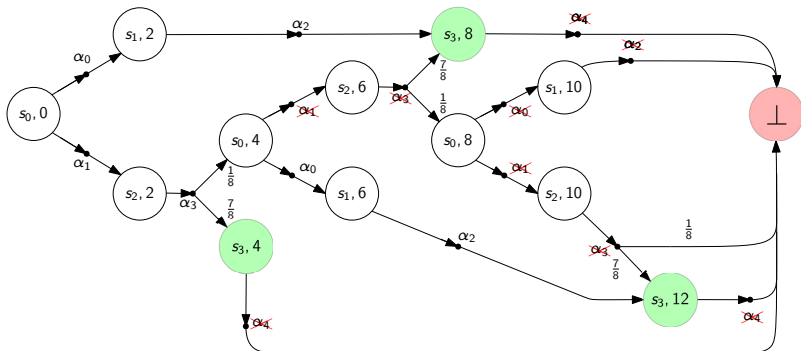 α₄
α₂
s₁, 2
s₃, 8
α₂
α₀
7/8
s₂, 6
s₁, 10
α₃
1/8
α₀
s₀, 0
α₁
⊥
s₀, 4
s₀, 8
α₁
α₀
α₁
1/8
s₂, 2
s₁, 6
s₂, 10
α₃
7/8
1/8
α₂
s₃, 4
α₃
7/8
s₃, 12
α₄
α₄